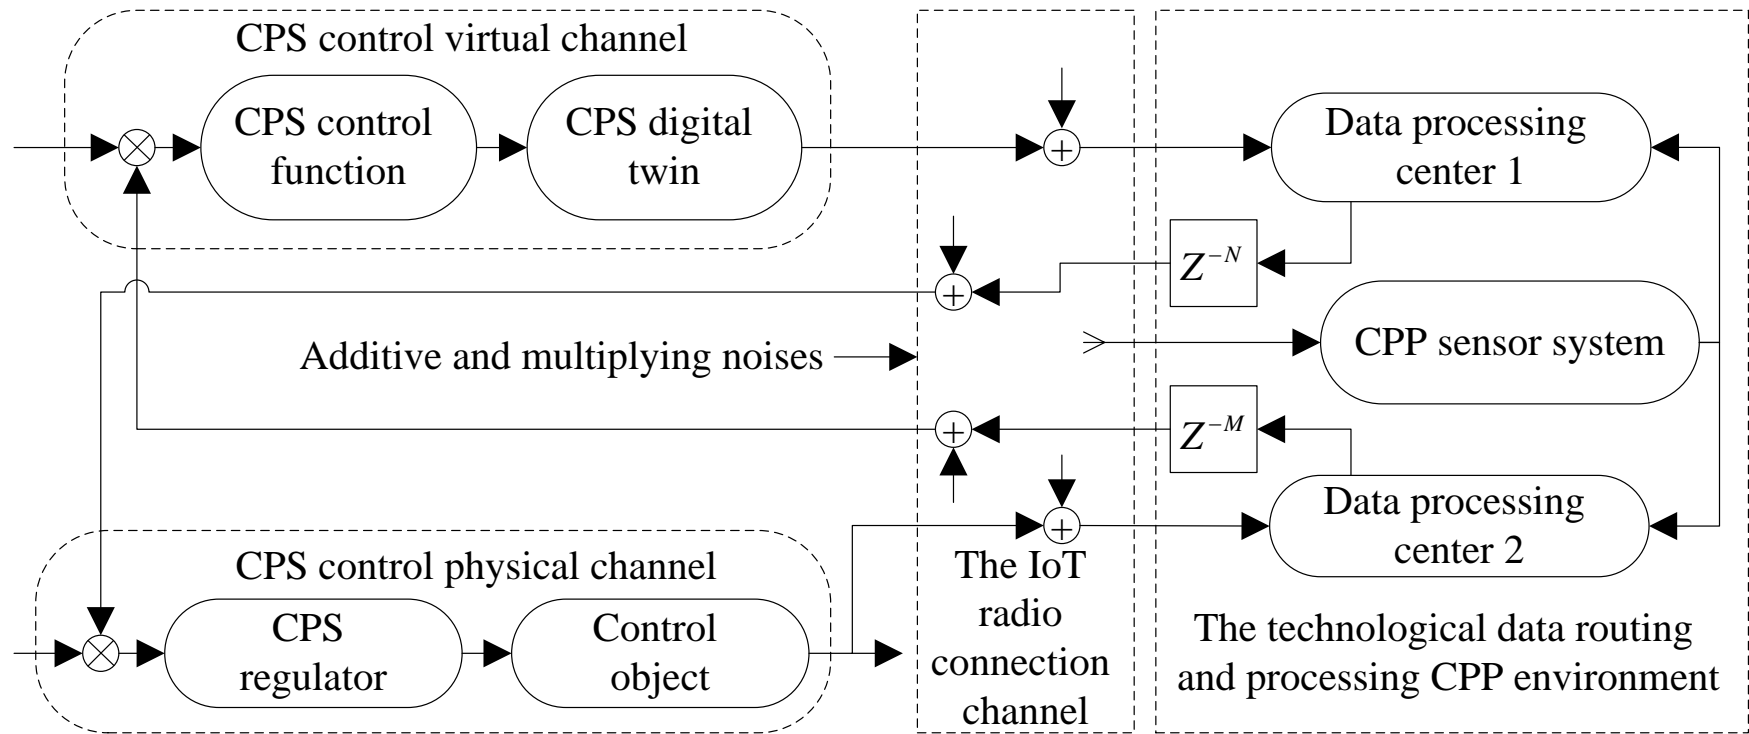 CPS control virtual channel
CPS control
function
CPS digital
twin
+
Data processing
center 1
Z^{-N}
+
CPP sensor system
Additive and multiplying noises
Z^{-M}
+
+
Data processing
center 2
CPS control physical channel
CPS
regulator
Control
object
The IoT
radio
connection
channel
The technological data routing
and processing CPP environment